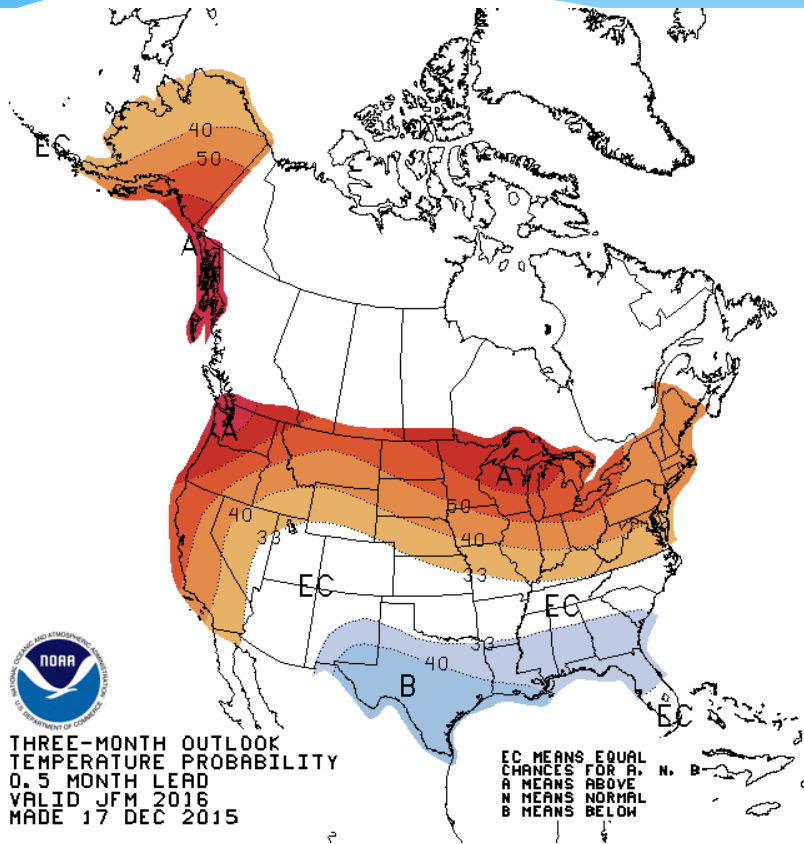 40
EC
50
A
A
A
50
40
33
40
33
EC
EC
33
40
B
EC
NATIONAL OCEANIC AND ATMOSPHERIC ADMINISTRATION
NOAA
U.S. DEPARTMENT OF COMMERCE
THREE-MONTH OUTLOOK
TEMPERATURE PROBABILITY
0.5 MONTH LEAD
VALID JFM 2016
MADE 17 DEC 2015
EC MEANS EQUAL
CHANCES FOR A, N, B
A MEANS ABOVE
N MEANS NORMAL
B MEANS BELOW